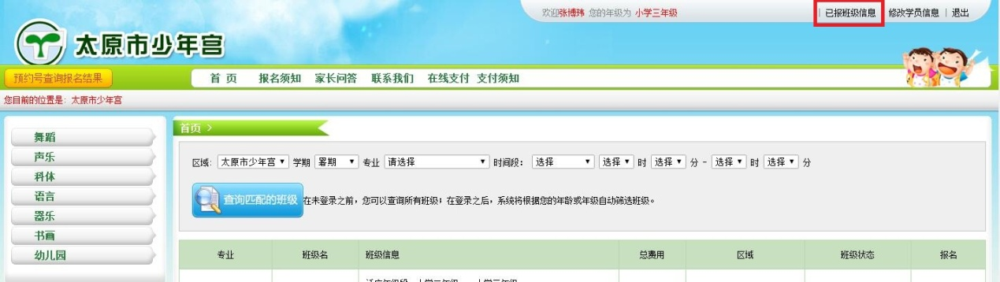 欢迎张博玮 您的年级为 小学三年级
| 已报班级信息 | 修改学员信息 | 退出
太原市少年宫
预约号查询报名结果
首 页 报名须知 家长问答 联系我们 在线支付 支付须知
您目前的位置是：太原市少年宫
舞蹈
声乐
科体
语言
器乐
书画
幼儿园
首页 >
区域: 太原市少年宫 学期 署期 专业 请选择 时间段： 选择 选择 时 选择 分 - 选择 时 选择 分
查询匹配的班级 在未登录之前，您可以查询所有班级；在登录之后，系统将根据您的年龄或年级自动筛选班级。
专业 班级名 班级信息 总费用 区域 班级状态 报名